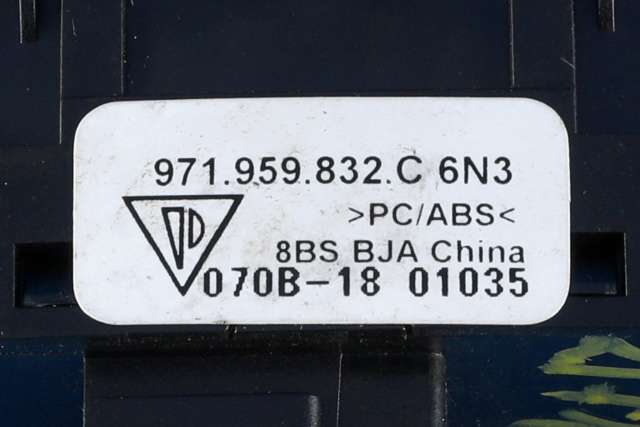 971.959.832.C 6N3
>PC/ABS<
8BS BJA China
070B-18 01035